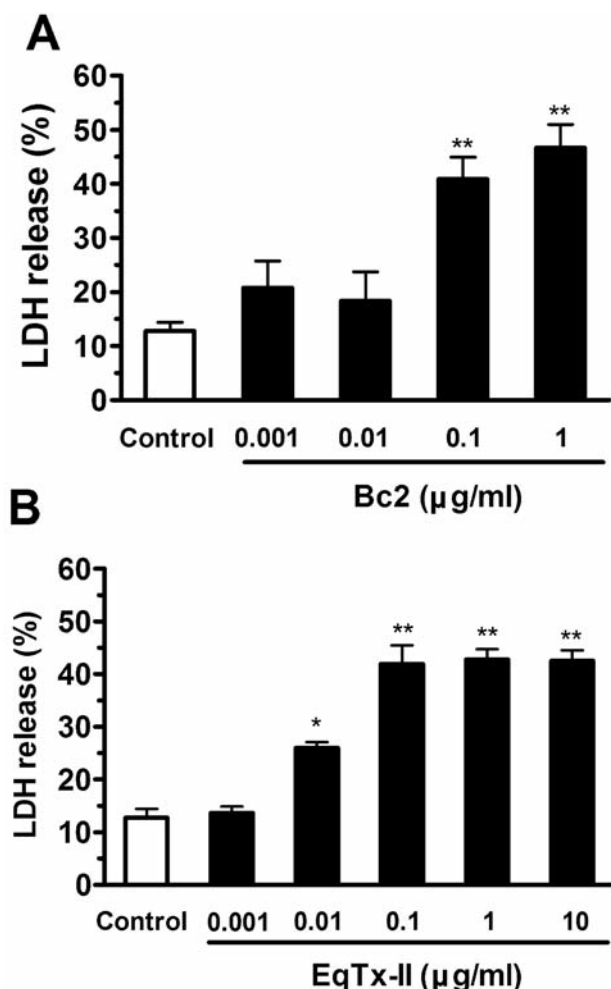 A
LDH release (%)
60
50
40
30
20
10
0
** **
Control 0.001 0.01 0.1 1
Bc2 (µg/ml)
B
LDH release (%)
60
50
40
30
20
10
0
* ** ** **
Control 0.001 0.01 0.1 1 10
EqTx-II (µg/ml)